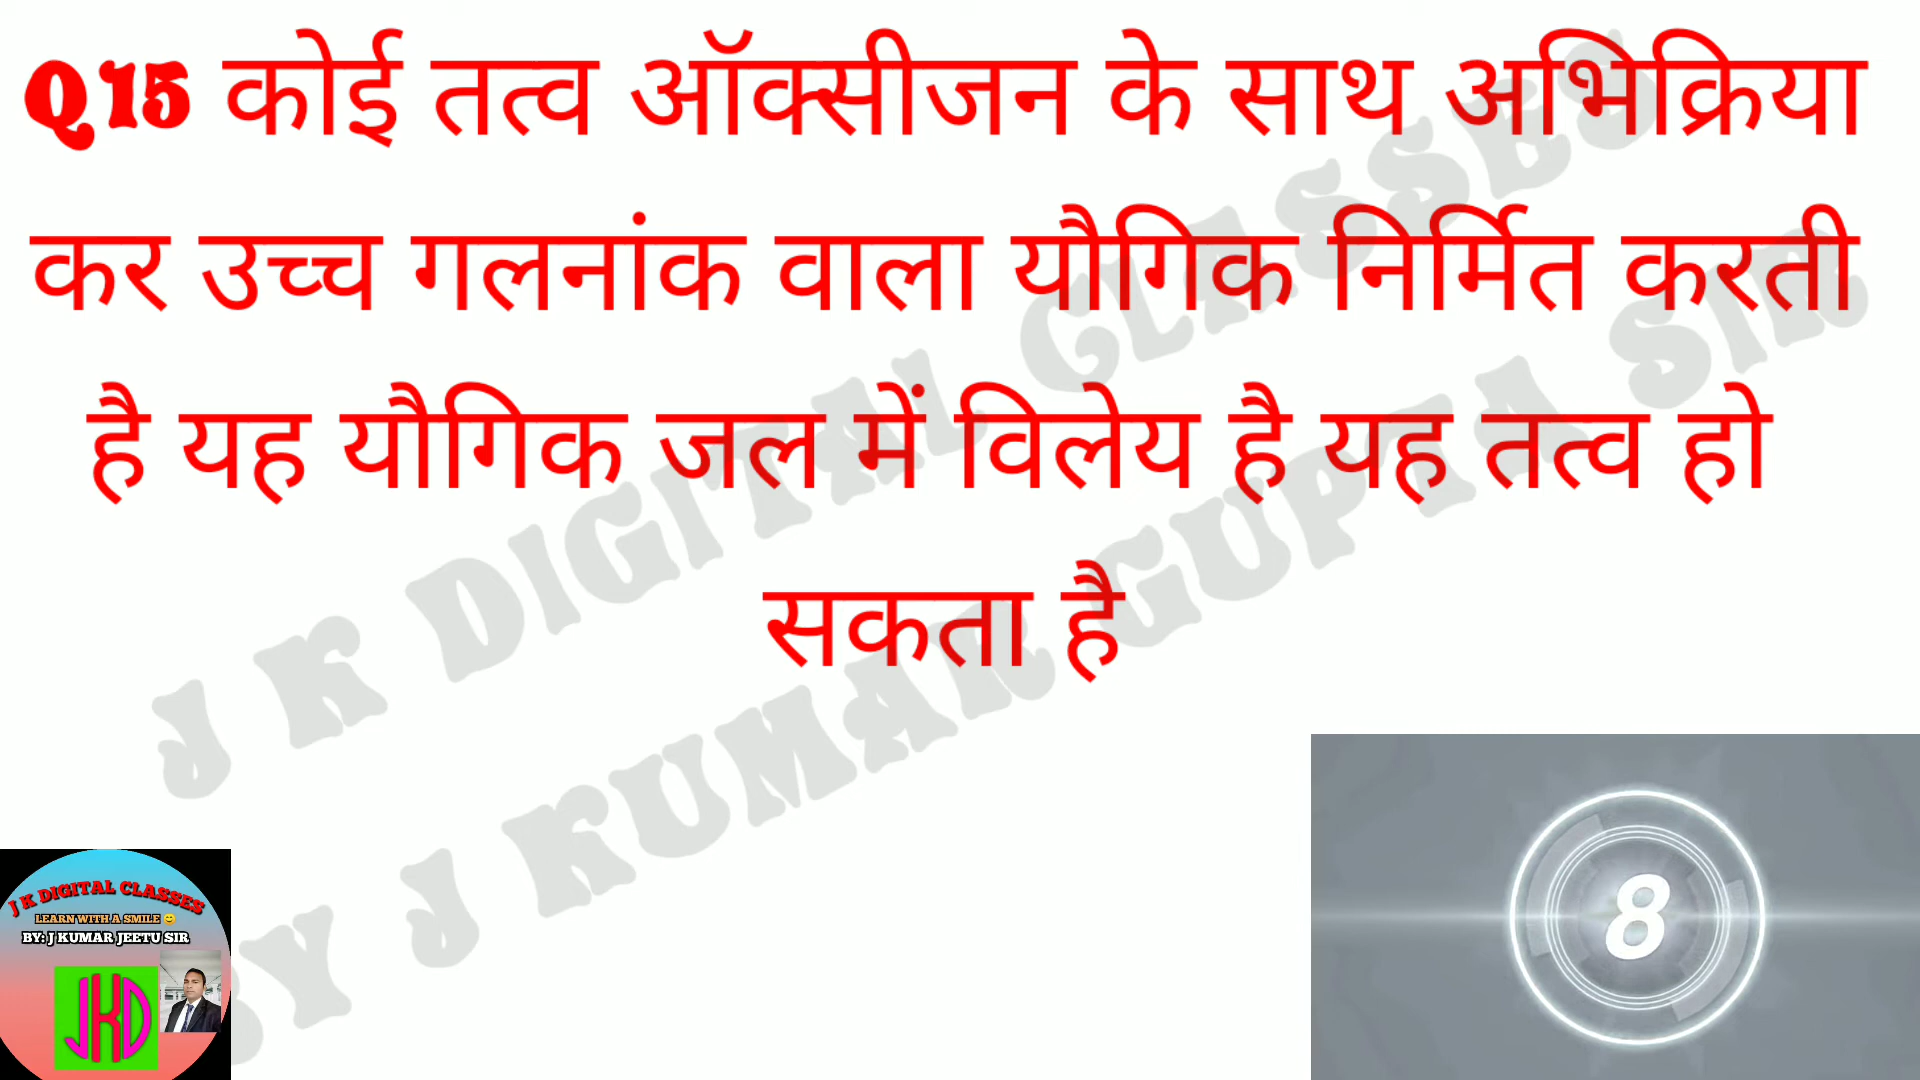 Q15 कोई तत्व ऑक्सीजन के साथ अभिक्रिया
कर उच्च गलनांक वाला यौगिक निर्मित करती
है यह यौगिक जल में विलेय है यह तत्व हो
सकता है
J K DIGITAL CLASSES
BY J KUMAR GUPTA SIR
8
J K DIGITAL CLASSES
LEARN WITH A SMILE 😊
BY: J KUMAR JEETU SIR
JKD